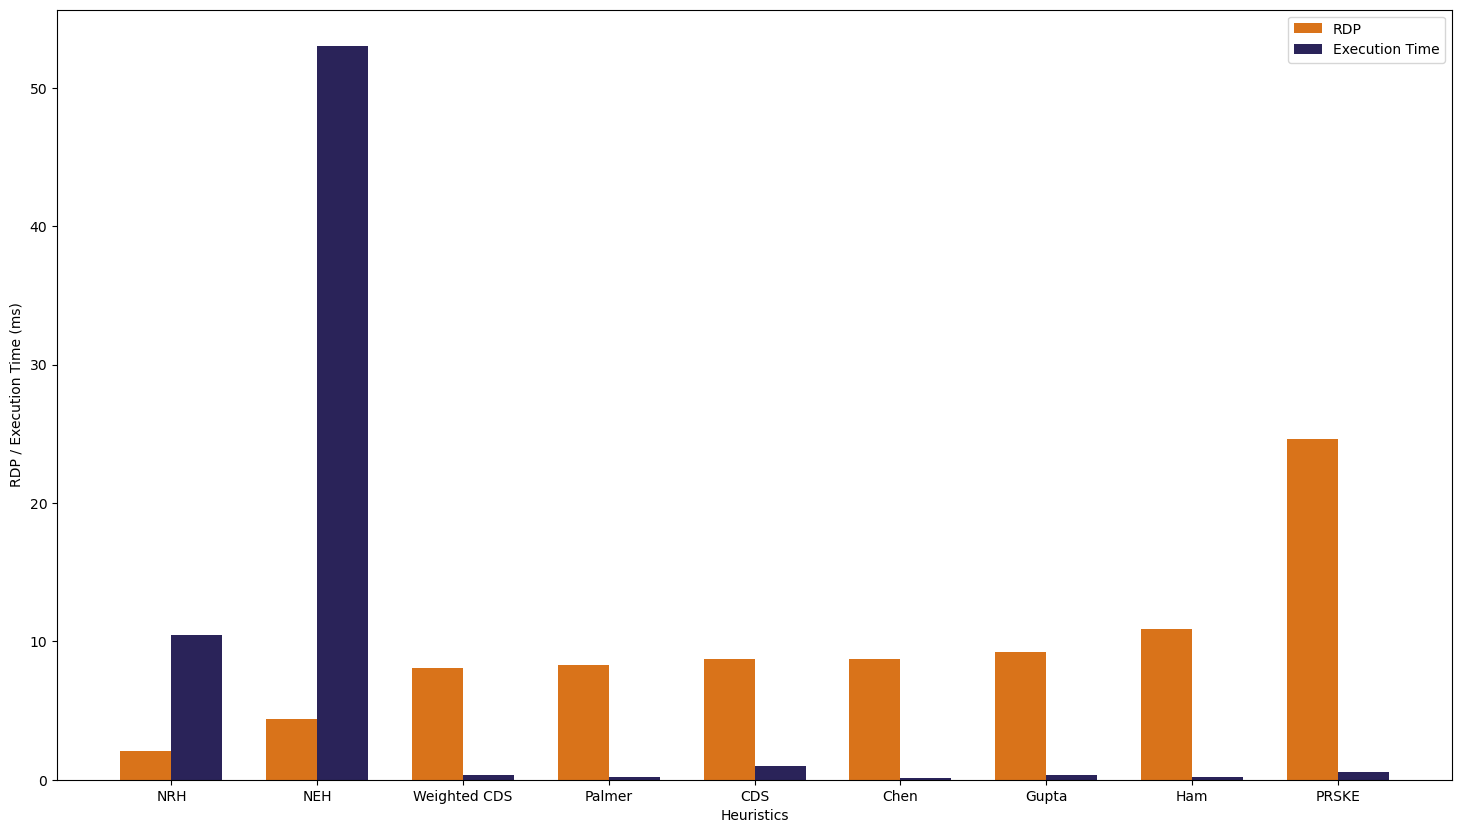 RDP
Execution Time
RDP / Execution Time (ms)
50
40
30
20
10
0
NRH NEH Weighted CDS Palmer CDS Chen Gupta Ham PRSKE
Heuristics